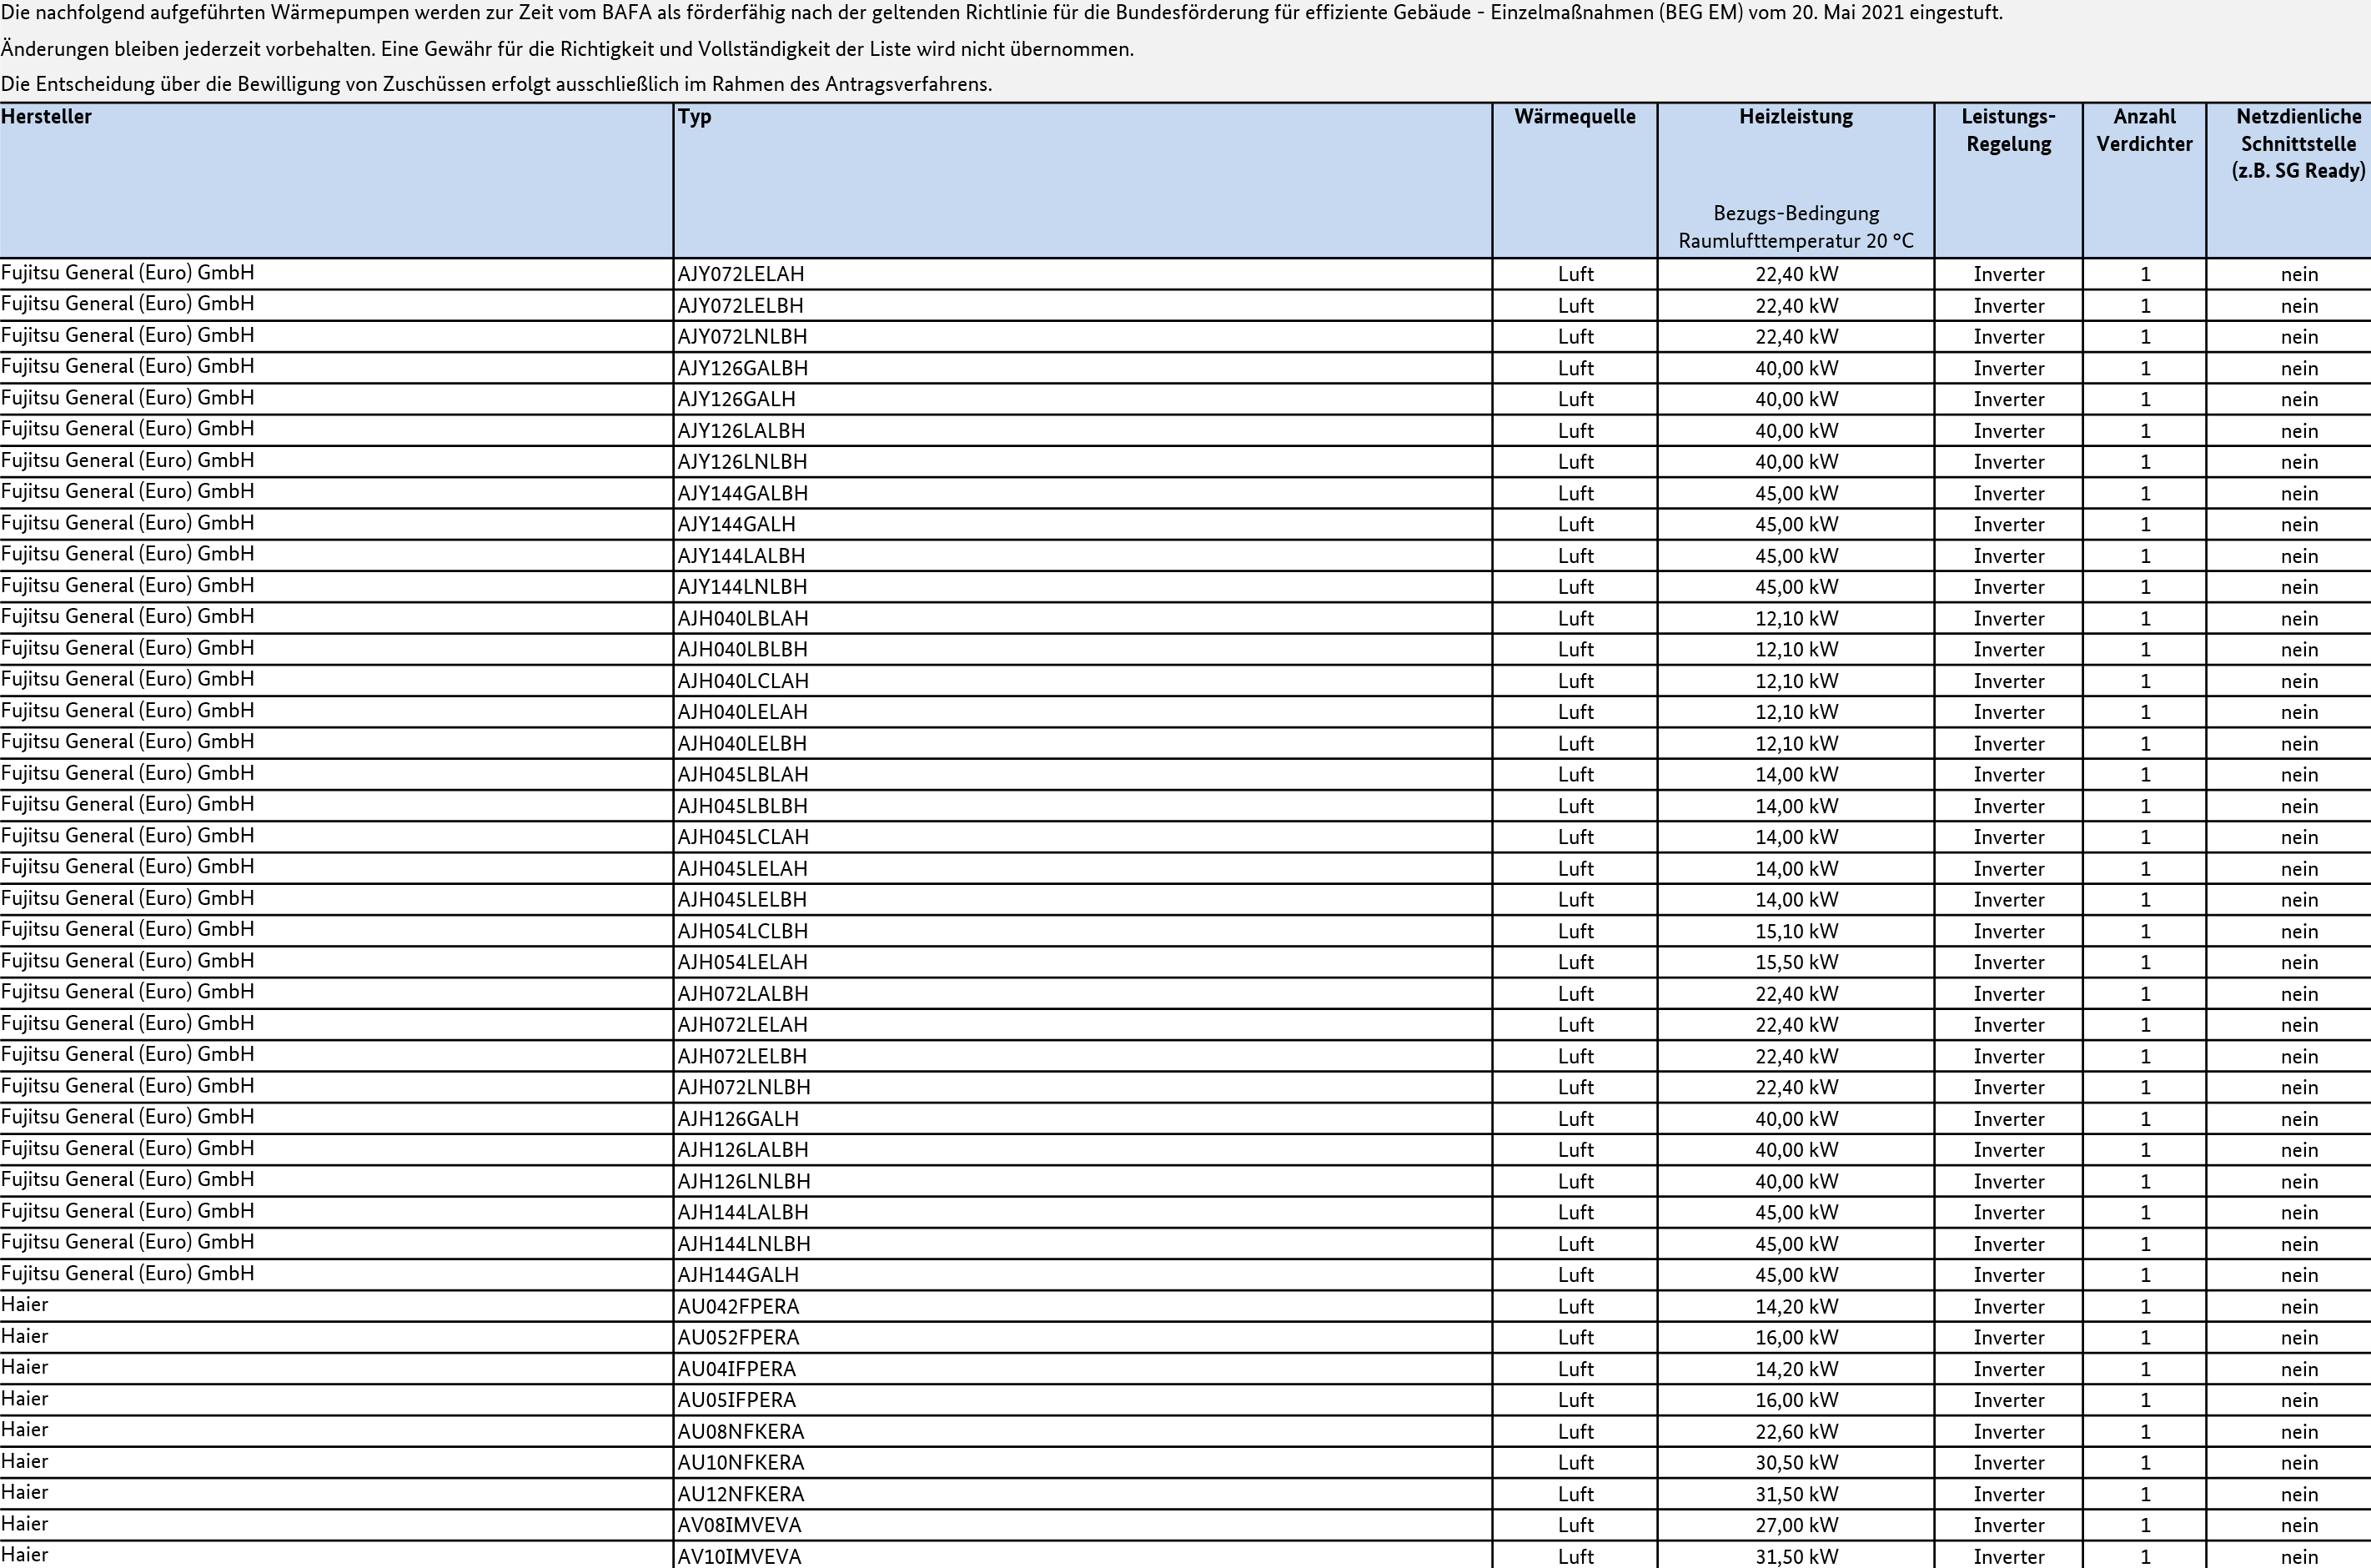 Die nachfolgend aufgeführten Wärmepumpen werden zur Zeit vom BAFA als förderfähig nach der geltenden Richtlinie für die Bundesförderung für effiziente Gebäude - Einzelmaßnahmen (BEG EM) vom 20. Mai 2021 eingestuft.
Änderungen bleiben jederzeit vorbehalten. Eine Gewähr für die Richtigkeit und Vollständigkeit der Liste wird nicht übernommen.
Die Entscheidung über die Bewilligung von Zuschüssen erfolgt ausschließlich im Rahmen des Antragsverfahrens.
Hersteller Typ Wärmequelle Heizleistung Leistungs- Anzahl Netzdienliche
Regelung Verdichter Schnittstelle
(z.B. SG Ready)
Bezugs-Bedingung
Raumlufttemperatur 20 °C
Fujitsu General (Euro) GmbH AJY072LELAH Luft 22,40 kW Inverter 1 nein
Fujitsu General (Euro) GmbH AJY072LELBH Luft 22,40 kW Inverter 1 nein
Fujitsu General (Euro) GmbH AJY072LNLBH Luft 22,40 kW Inverter 1 nein
Fujitsu General (Euro) GmbH AJY126GALBH Luft 40,00 kW Inverter 1 nein
Fujitsu General (Euro) GmbH AJY126GALH Luft 40,00 kW Inverter 1 nein
Fujitsu General (Euro) GmbH AJY126LALBH Luft 40,00 kW Inverter 1 nein
Fujitsu General (Euro) GmbH AJY126LNLBH Luft 40,00 kW Inverter 1 nein
Fujitsu General (Euro) GmbH AJY144GALBH Luft 45,00 kW Inverter 1 nein
Fujitsu General (Euro) GmbH AJY144GALH Luft 45,00 kW Inverter 1 nein
Fujitsu General (Euro) GmbH AJY144LALBH Luft 45,00 kW Inverter 1 nein
Fujitsu General (Euro) GmbH AJY144LNLBH Luft 45,00 kW Inverter 1 nein
Fujitsu General (Euro) GmbH AJH040LBLAH Luft 12,10 kW Inverter 1 nein
Fujitsu General (Euro) GmbH AJH040LBLBH Luft 12,10 kW Inverter 1 nein
Fujitsu General (Euro) GmbH AJH040LCLAH Luft 12,10 kW Inverter 1 nein
Fujitsu General (Euro) GmbH AJH040LELAH Luft 12,10 kW Inverter 1 nein
Fujitsu General (Euro) GmbH AJH040LELBH Luft 12,10 kW Inverter 1 nein
Fujitsu General (Euro) GmbH AJH045LBLAH Luft 14,00 kW Inverter 1 nein
Fujitsu General (Euro) GmbH AJH045LBLBH Luft 14,00 kW Inverter 1 nein
Fujitsu General (Euro) GmbH AJH045LCLAH Luft 14,00 kW Inverter 1 nein
Fujitsu General (Euro) GmbH AJH045LELAH Luft 14,00 kW Inverter 1 nein
Fujitsu General (Euro) GmbH AJH045LELBH Luft 14,00 kW Inverter 1 nein
Fujitsu General (Euro) GmbH AJH054LCLBH Luft 15,10 kW Inverter 1 nein
Fujitsu General (Euro) GmbH AJH054LELAH Luft 15,50 kW Inverter 1 nein
Fujitsu General (Euro) GmbH AJH072LALBH Luft 22,40 kW Inverter 1 nein
Fujitsu General (Euro) GmbH AJH072LELAH Luft 22,40 kW Inverter 1 nein
Fujitsu General (Euro) GmbH AJH072LELBH Luft 22,40 kW Inverter 1 nein
Fujitsu General (Euro) GmbH AJH072LNLBH Luft 22,40 kW Inverter 1 nein
Fujitsu General (Euro) GmbH AJH126GALH Luft 40,00 kW Inverter 1 nein
Fujitsu General (Euro) GmbH AJH126LALBH Luft 40,00 kW Inverter 1 nein
Fujitsu General (Euro) GmbH AJH126LNLBH Luft 40,00 kW Inverter 1 nein
Fujitsu General (Euro) GmbH AJH144LALBH Luft 45,00 kW Inverter 1 nein
Fujitsu General (Euro) GmbH AJH144LNLBH Luft 45,00 kW Inverter 1 nein
Fujitsu General (Euro) GmbH AJH144GALH Luft 45,00 kW Inverter 1 nein
Haier AU042FPERA Luft 14,20 kW Inverter 1 nein
Haier AU052FPERA Luft 16,00 kW Inverter 1 nein
Haier AU04IFPERA Luft 14,20 kW Inverter 1 nein
Haier AU05IFPERA Luft 16,00 kW Inverter 1 nein
Haier AU08NFKERA Luft 22,60 kW Inverter 1 nein
Haier AU10NFKERA Luft 30,50 kW Inverter 1 nein
Haier AU12NFKERA Luft 31,50 kW Inverter 1 nein
Haier AV08IMVEVA Luft 27,00 kW Inverter 1 nein
Haier AV10IMVEVA Luft 31,50 kW Inverter 1 nein